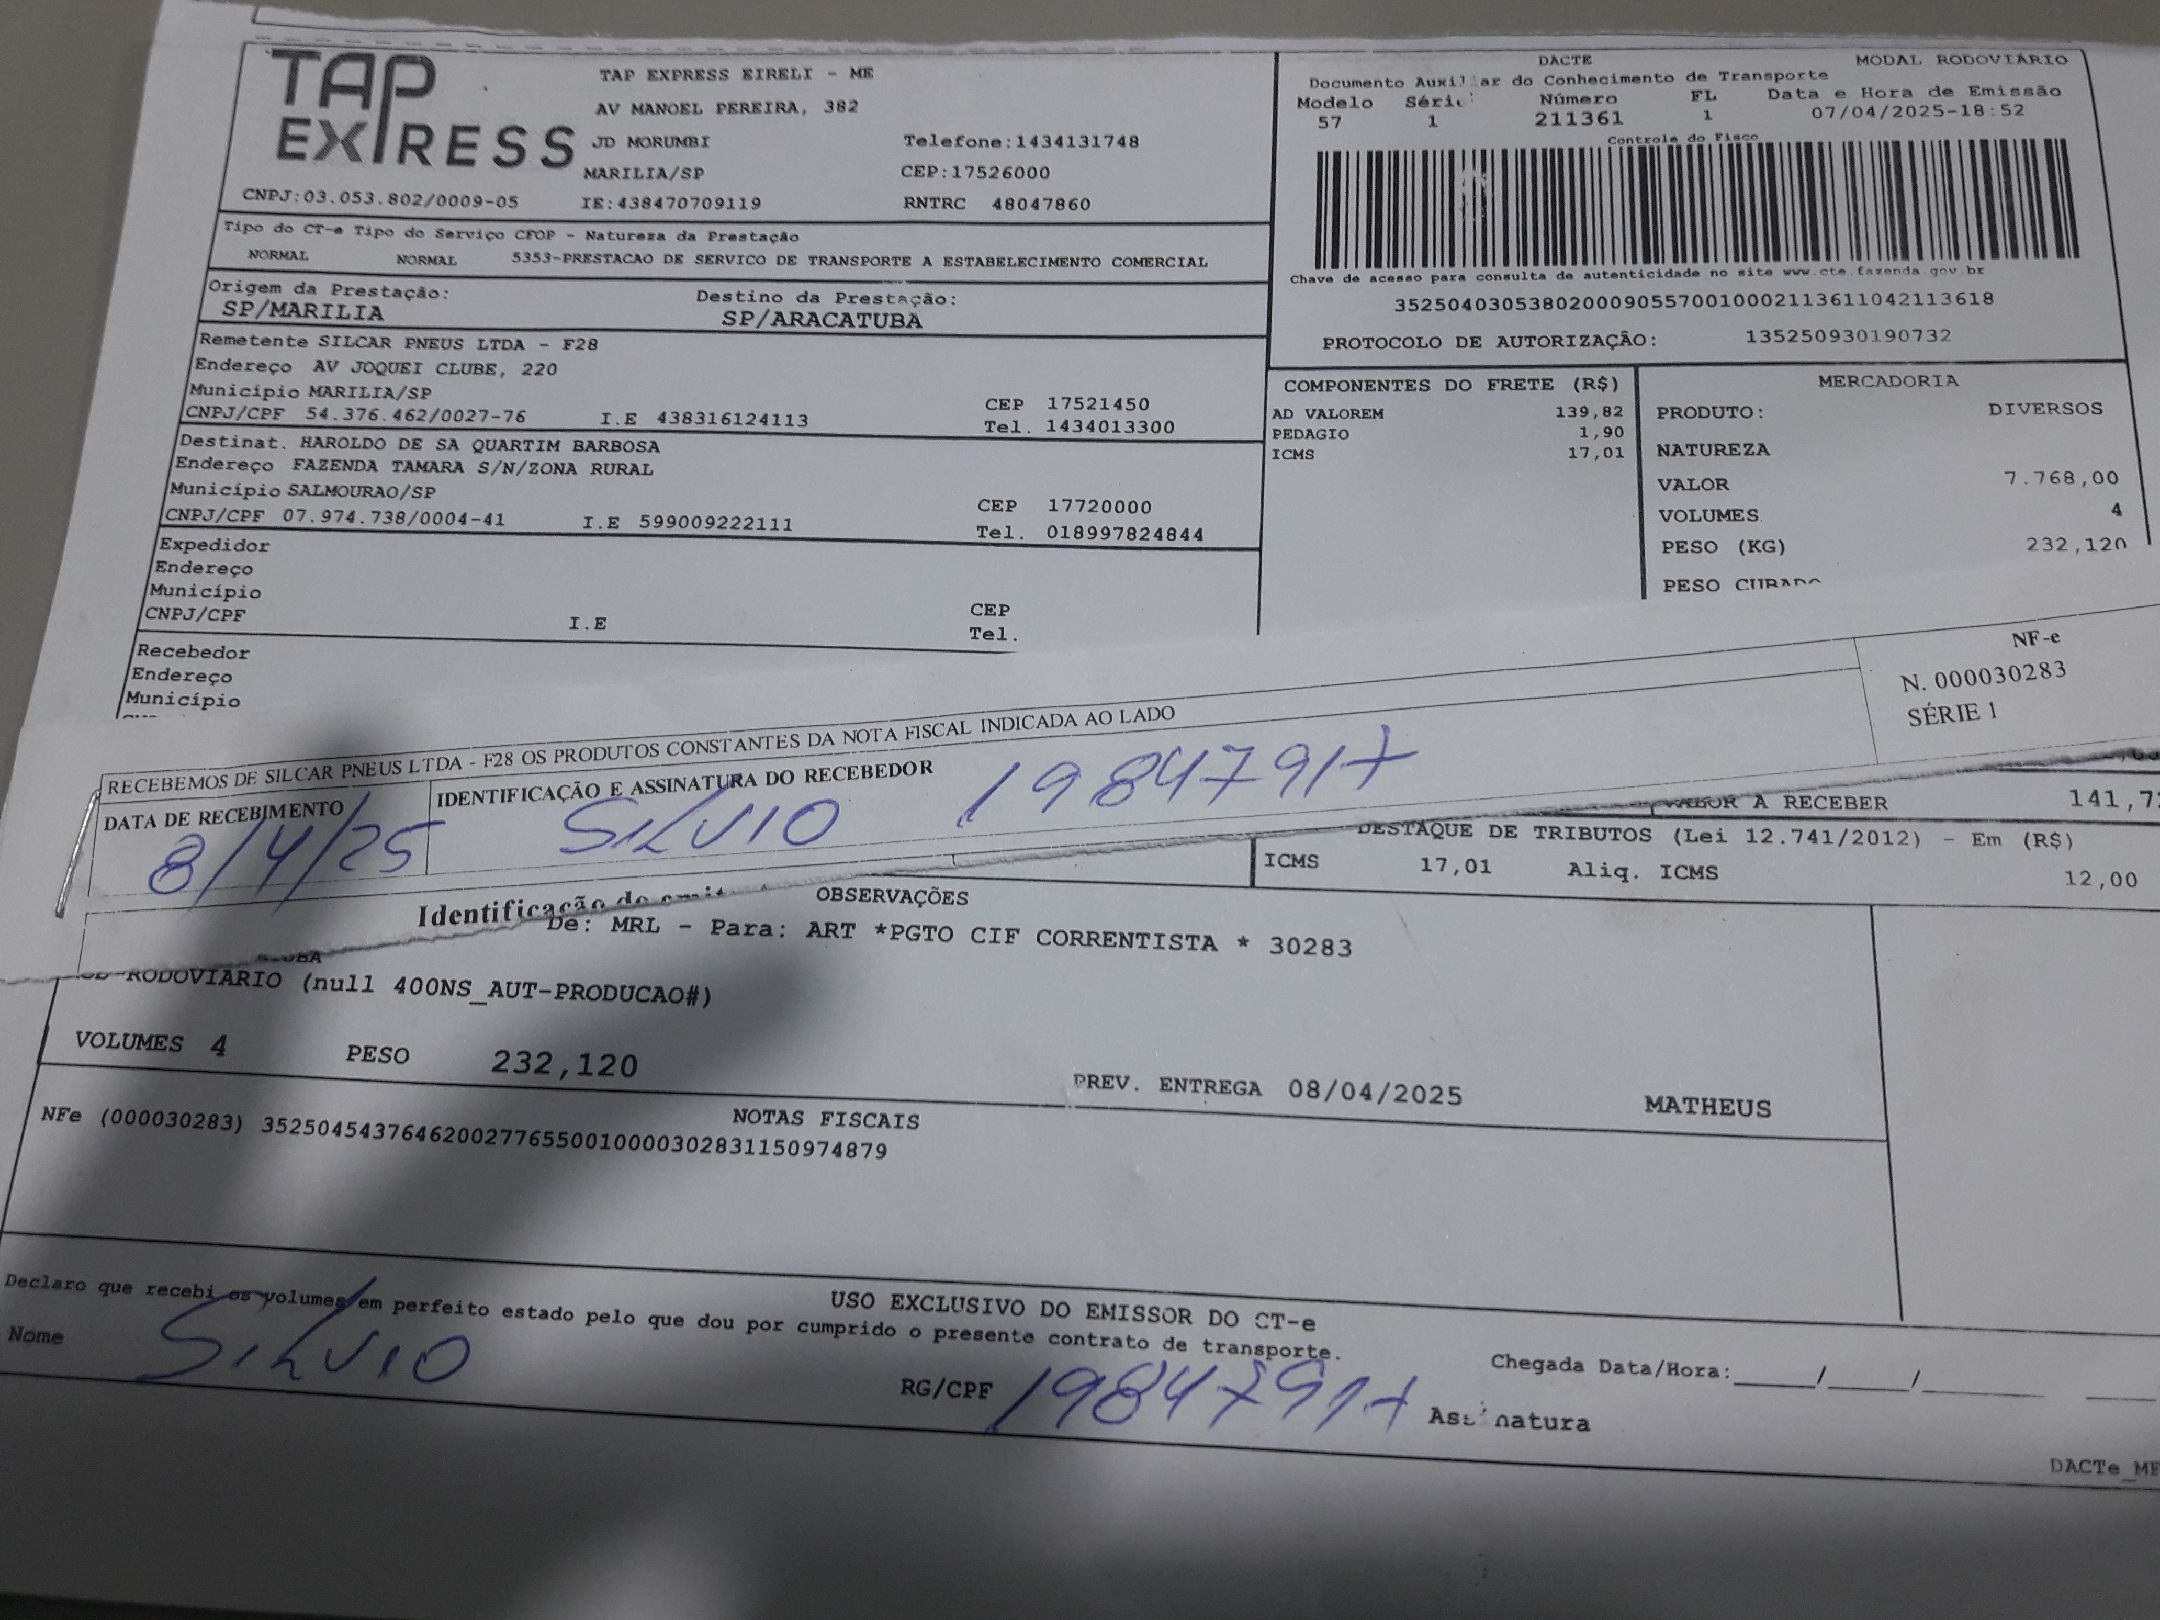 TAP
EXPRESS
TAP EXPRESS EIRELI - ME
AV MANOEL PEREIRA, 382
JD MORUMBI Telefone:1434131748
MARILIA/SP CEP:17526000
CNPJ:03.053.802/0009-05 IE:438470709119 RNTRC 48047860
DACTE MODAL RODOVIÁRIO
Documento Auxiliar do Conhecimento de Transporte
Modelo Série Número FL Data e Hora de Emissão
57 1 211361 1 07/04/2025-18:52
Controle do Fisco
Chave de acesso para consulta de autenticidade no site www.cte.fazenda.gov.br
35250403053802000905570010002113611042113618
PROTOCOLO DE AUTORIZAÇÃO: 135250930190732
Tipo do CT-e Tipo do Serviço CFOP - Natureza da Prestação
NORMAL NORMAL 5353-PRESTACAO DE SERVICO DE TRANSPORTE A ESTABELECIMENTO COMERCIAL
Origem da Prestação: Destino da Prestação:
SP/MARILIA SP/ARACATUBA
Remetente SILCAR PNEUS LTDA - F28
Endereço AV JOQUEI CLUBE, 220
Município MARILIA/SP CEP 17521450
CNPJ/CPF 54.376.462/0027-76 I.E 438316124113 Tel. 1434013300
Destinat. HAROLDO DE SA QUARTIM BARBOSA
Endereço FAZENDA TAMARA S/N/ZONA RURAL
Município SALMOURAO/SP CEP 17720000
CNPJ/CPF 07.974.738/0004-41 I.E 599009222111 Tel. 018997824844
Expedidor
Endereço
Município CEP
CNPJ/CPF I.E Tel.
Recebedor
Endereço
Município
COMPONENTES DO FRETE (R$)
AD VALOREM 139,82
PEDAGIO 1,90
ICMS 17,01
MERCADORIA
PRODUTO: DIVERSOS
NATUREZA
VALOR 7.768,00
VOLUMES 4
PESO (KG) 232,120
PESO CUBADO
NF-e
N. 000030283
SÉRIE 1
RECEBEMOS DE SILCAR PNEUS LTDA - F28 OS PRODUTOS CONSTANTES DA NOTA FISCAL INDICADA AO LADO
DATA DE RECEBIMENTO IDENTIFICAÇÃO E ASSINATURA DO RECEBEDOR
8/4/25 SILVIO 19847917
VALOR A RECEBER 141,7
DESTAQUE DE TRIBUTOS (Lei 12.741/2012) - Em (R$)
ICMS 17,01 Aliq. ICMS 12,00
Identificação do
OBSERVAÇÕES
De: MRL - Para: ART *PGTO CIF CORRENTISTA * 30283
RODOVIARIO (null 400NS_AUT-PRODUCAO#)
VOLUMES 4 PESO 232,120 PREV. ENTREGA 08/04/2025 MATHEUS
NOTAS FISCAIS
NFe (000030283) 35250454376462002776550010000302831150974879
USO EXCLUSIVO DO EMISSOR DO CT-e
Declaro que recebi os volumes em perfeito estado pelo que dou por cumprido o presente contrato de transporte.
Nome SILVIO RG/CPF 19847917 Assinatura
Chegada Data/Hora:____/____/______
DACTe_